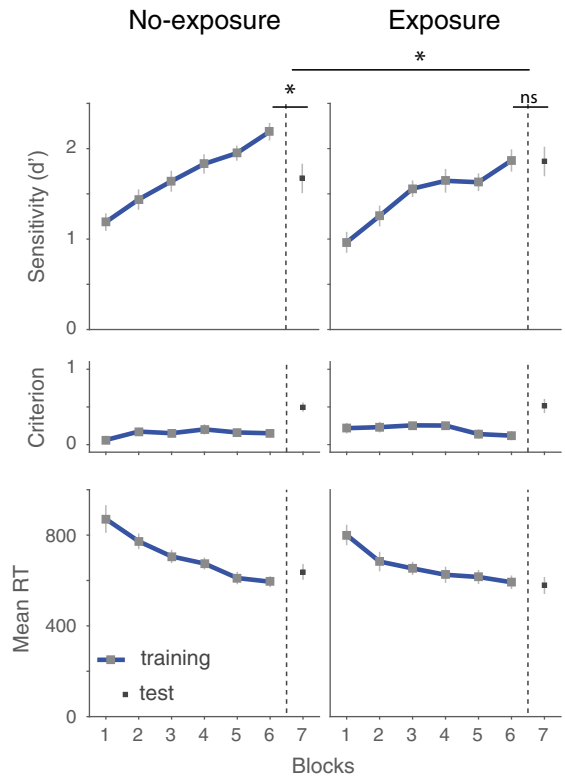 No-exposure Exposure
*
* ns
Sensitivity (d')
2
1
0
Criterion
1
0
Mean RT
800
400
0
training
test
1 2 3 4 5 6 7 1 2 3 4 5 6 7
Blocks